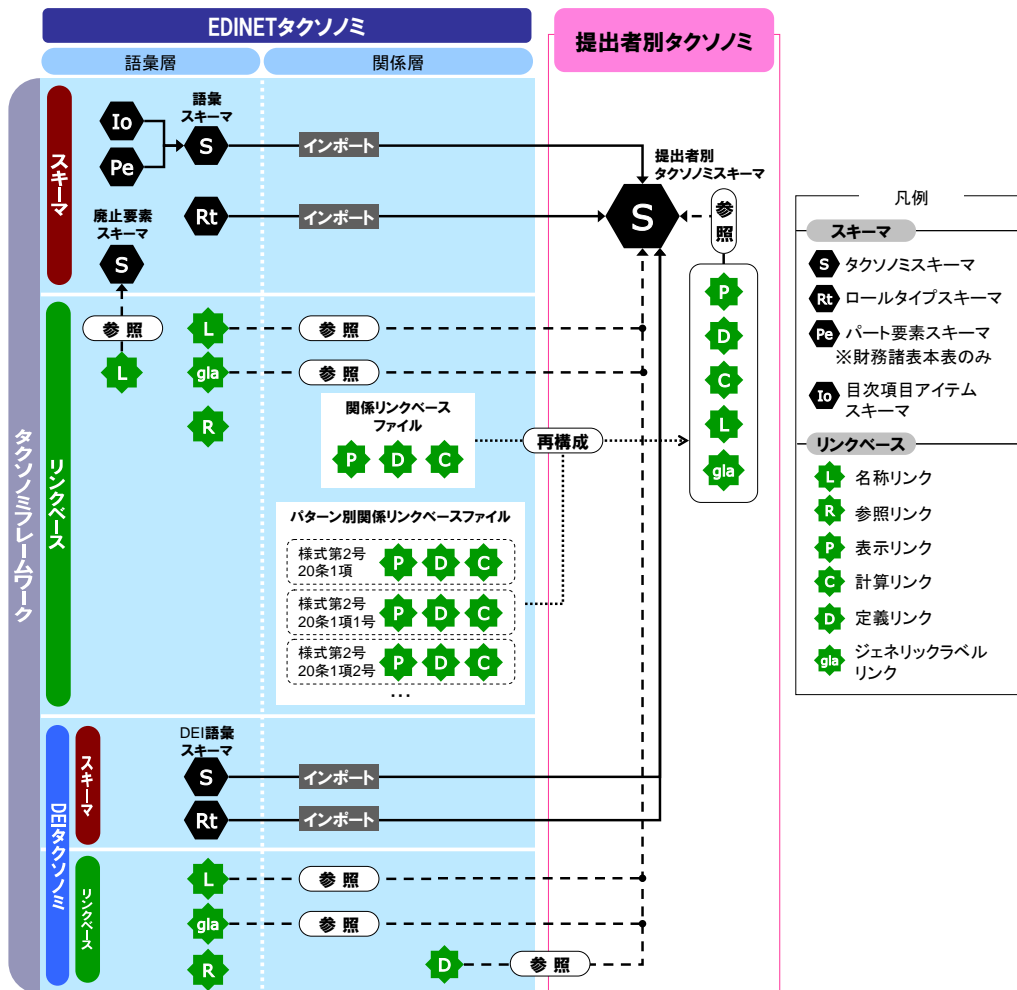 EDINETタクソノミ
提出者別タクソノミ
語彙層
関係層
タクソノミフレームワーク
スキーマ
Io
Pe
語彙
スキーマ
S
インポート
Rt
インポート
廃止要素
スキーマ
S
提出者別
タクソノミスキーマ
S
参照
リンクベース
参照
L
L
参照
gla
参照
R
関係リンクベース
ファイル
P D C
再構成
P
D
C
L
gla
パターン別関係リンクベースファイル
様式第2号
20条1項
P D C
様式第2号
20条1項1号
P D C
様式第2号
20条1項2号
P D C
...
DEIタクソノミ
スキーマ
DEI語彙
スキーマ
S
インポート
Rt
インポート
リンクベース
L
参照
gla
参照
R
D
参照
凡例
スキーマ
S タクソノミスキーマ
Rt ロールタイプスキーマ
Pe パート要素スキーマ
※財務諸表本表のみ
Io 目次項目アイテム
スキーマ
リンクベース
L 名称リンク
R 参照リンク
P 表示リンク
C 計算リンク
D 定義リンク
gla ジェネリックラベル
リンク